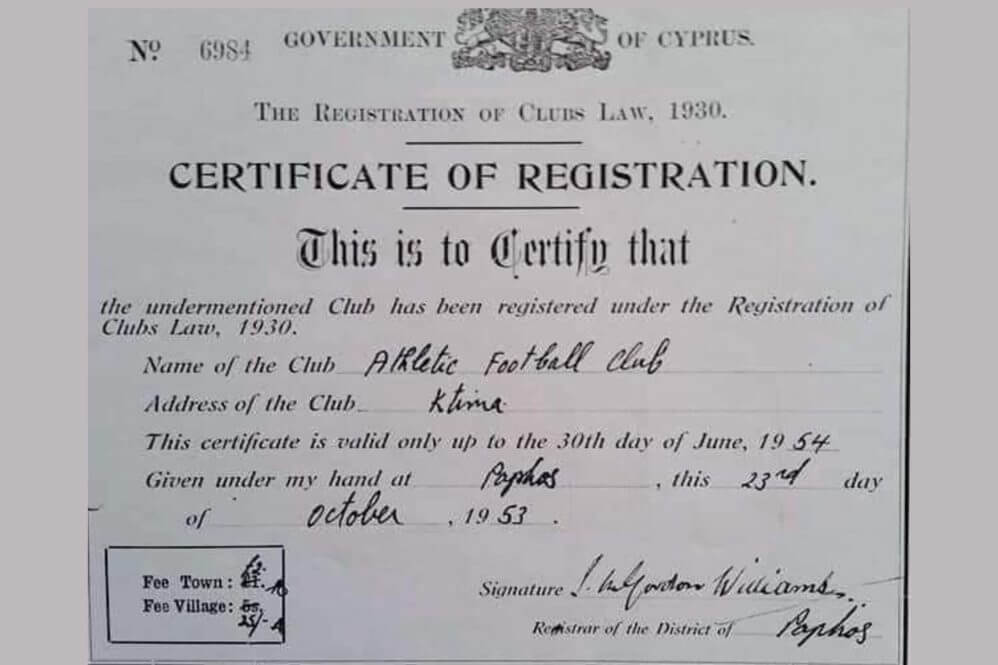 No. 6984 GOVERNMENT OF CYPRUS.
THE REGISTRATION OF CLUBS LAW, 1930.
CERTIFICATE OF REGISTRATION.
This is to Certify that
the undermentioned Club has been registered under the Registration of
Clubs Law, 1930.
Name of the Club Athletic Football Club
Address of the Club Ktima
This certificate is valid only up to the 30th day of June, 1954
Given under my hand at Paphos, this 23rd day
of October, 1953.
Fee Town:
Fee Village: 5s.
25/-
Signature Gordon Williams
Registrar of the District of Paphos